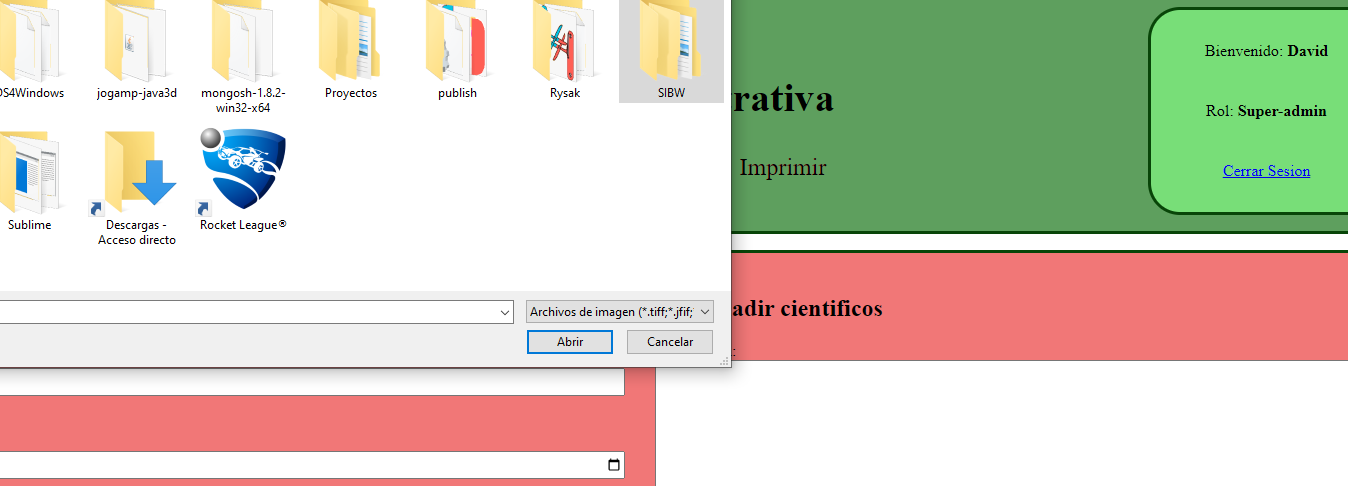 DS4Windows
jogamp-java3d
mongosh-1.8.2-
win32-x64
Proyectos
publish
Rysak
SIBW
Sublime
Descargas -
Acceso directo
Rocket League®
Archivos de imagen (*.tiff;*.jfif;
Abrir
Cancelar
rativa
Imprimir
Bienvenido: David
Rol: Super-admin
Cerrar Sesion
adir cientificos
: